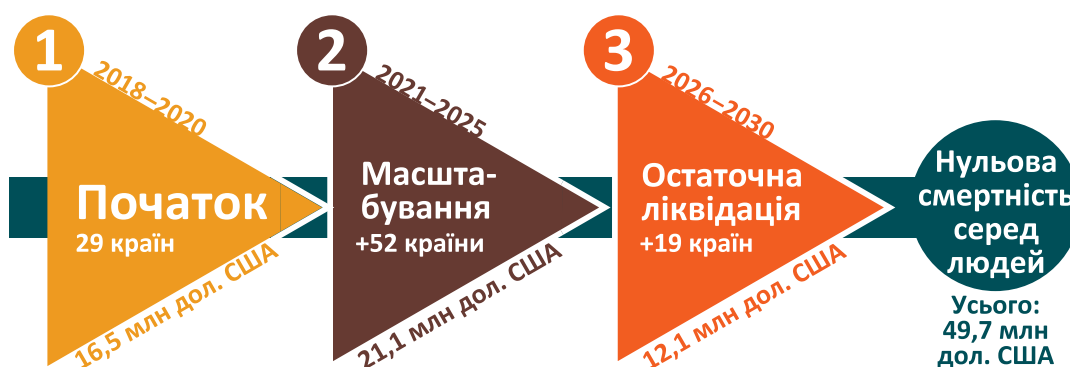 1
2018–2020
Початок
29 країн
16,5 млн дол. США
2
2021–2025
Масшта-
бування
+52 країни
21,1 млн дол. США
3
2026–2030
Остаточна
ліквідація
+19 країн
12,1 млн дол. США
Нульова
смертність
серед
людей
Усього:
49,7 млн
дол. США